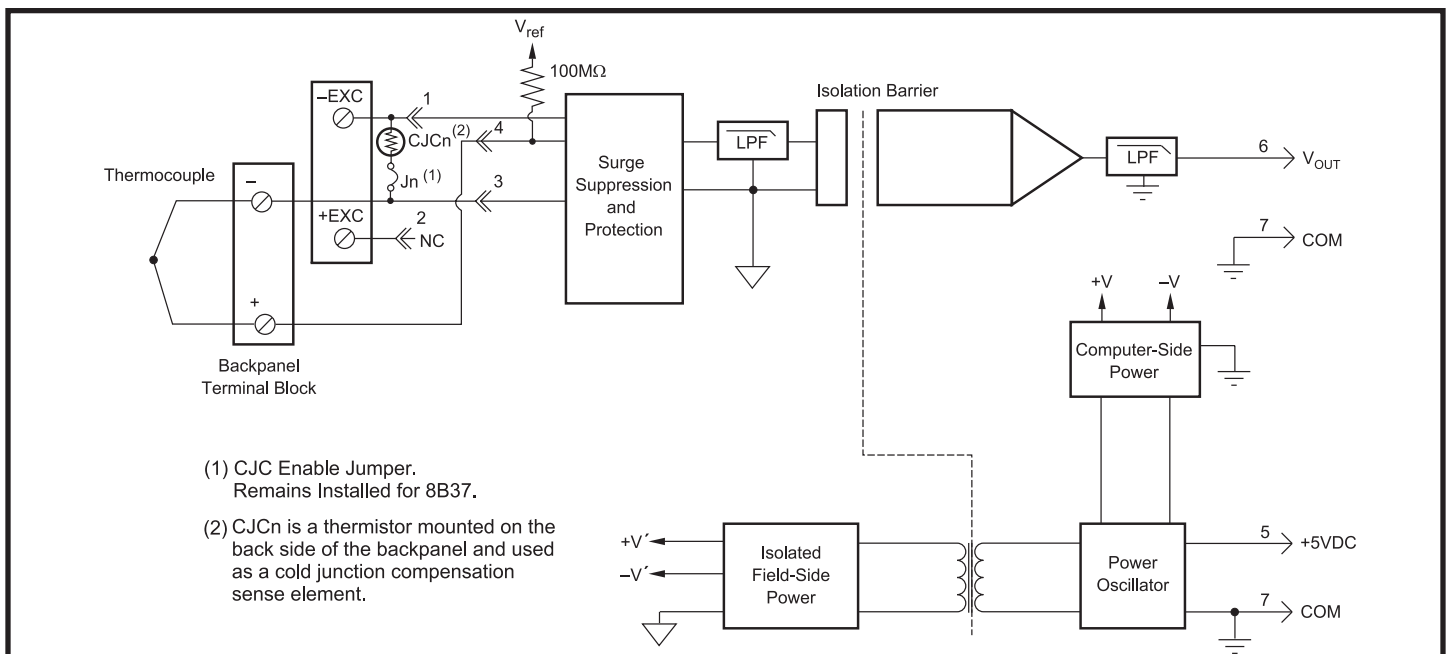 Vref
100MΩ
Isolation Barrier
–EXC
1
CJCn(2)
4
LPF
LPF
6
VOUT
Thermocouple
–
Jn (1)
3
Surge
Suppression
and
Protection
+EXC
2
NC
7
COM
+
+V
–V
Backpanel
Terminal Block
Computer-Side
Power
(1) CJC Enable Jumper.
Remains Installed for 8B37.
(2) CJCn is a thermistor mounted on the
back side of the backpanel and used
as a cold junction compensation
sense element.
+V´
–V´
Isolated
Field-Side
Power
Power
Oscillator
5
+5VDC
7
COM